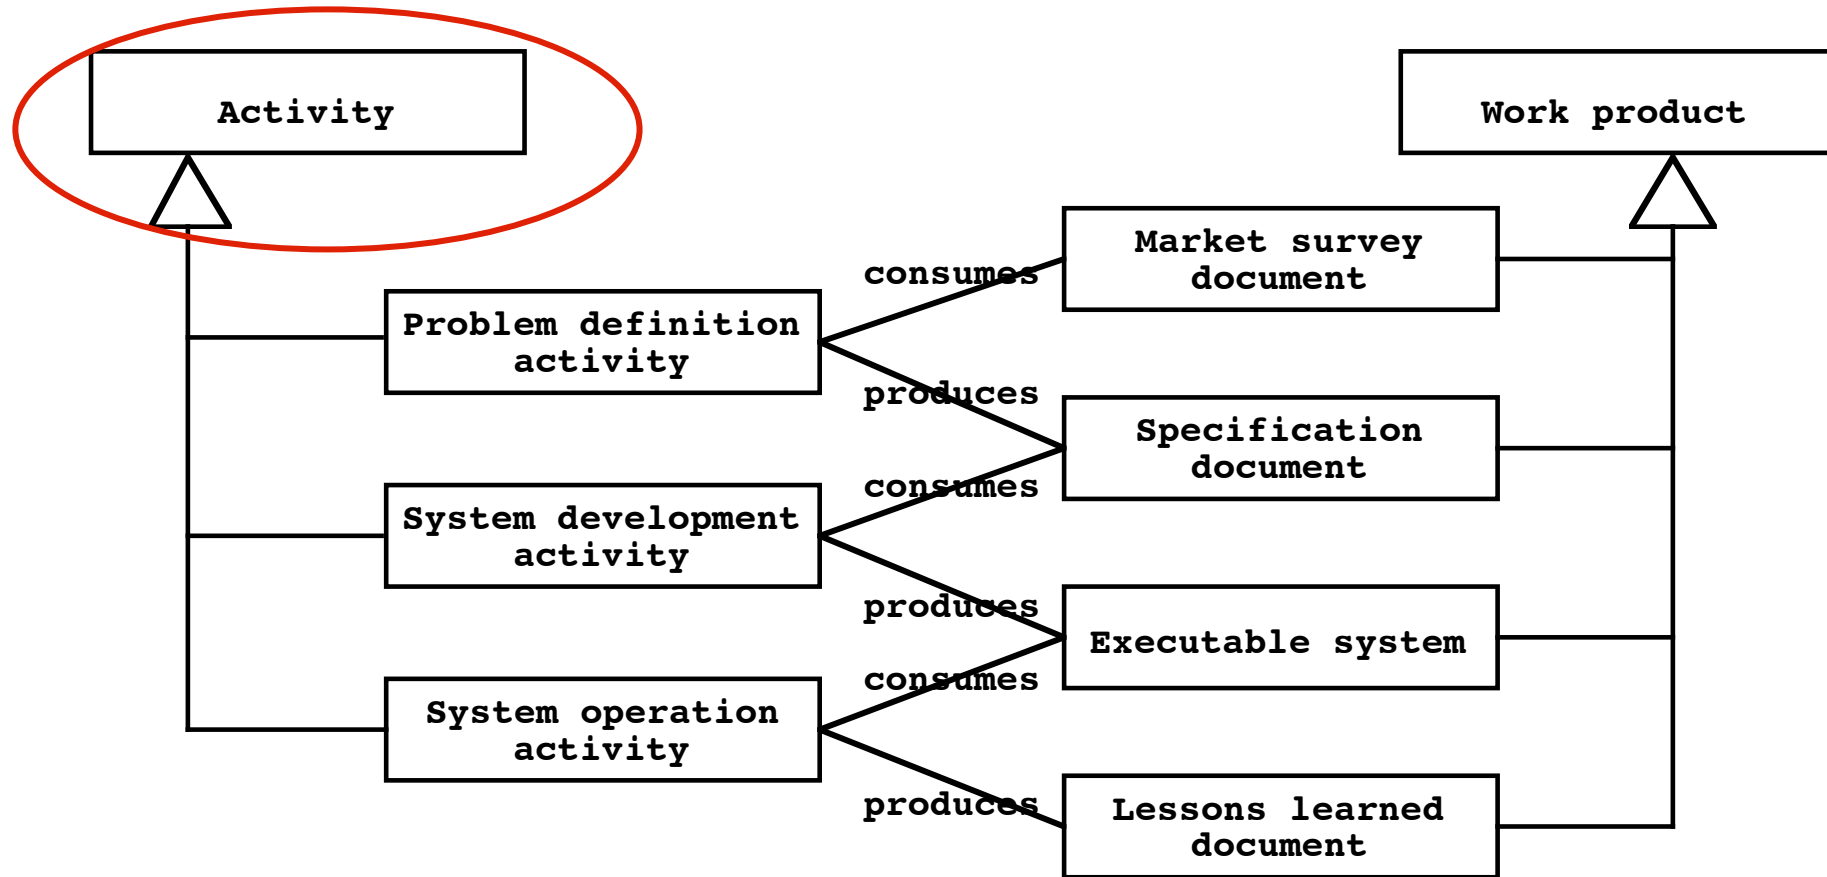 Activity
Work product
Market survey
document
consumes
Problem definition
activity
produces
Specification
document
consumes
System development
activity
produces
Executable system
consumes
System operation
activity
produces
Lessons learned
document